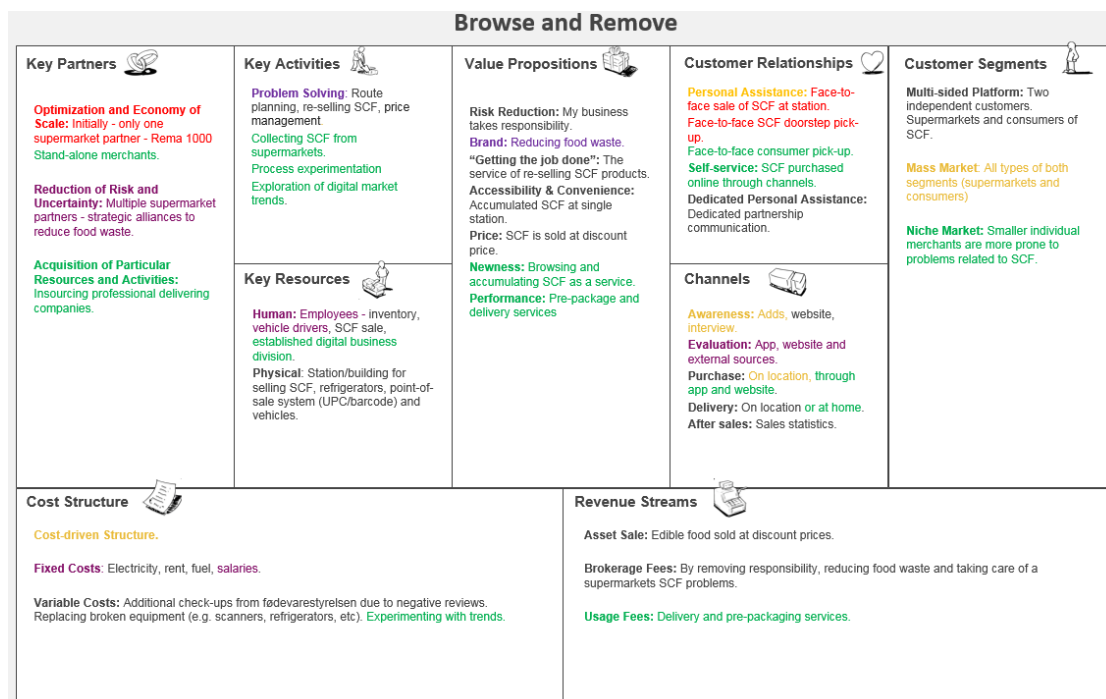 Browse and Remove
Key Partners
Optimization and Economy of
Scale: Initially - only one
supermarket partner - Rema 1000
Stand-alone merchants.
Reduction of Risk and
Uncertainty: Multiple supermarket
partners - strategic alliances to
reduce food waste.
Acquisition of Particular
Resources and Activities:
Insourcing professional delivering
companies.
Key Activities
Problem Solving: Route
planning, re-selling SCF, price
management.
Collecting SCF from
supermarkets.
Process experimentation
Exploration of digital market
trends.
Key Resources
Human: Employees - inventory,
vehicle drivers, SCF sale,
established digital business
division.
Physical: Station/building for
selling SCF, refrigerators, point-of-
sale system (UPC/barcode) and
vehicles.
Value Propositions
Risk Reduction: My business
takes responsibility.
Brand: Reducing food waste.
“Getting the job done”: The
service of re-selling SCF products.
Accessibility & Convenience:
Accumulated SCF at single
station.
Price: SCF is sold at discount
price.
Newness: Browsing and
accumulating SCF as a service.
Performance: Pre-package and
delivery services
Customer Relationships
Personal Assistance: Face-to-
face sale of SCF at station.
Face-to-face SCF doorstep pick-
up.
Face-to-face consumer pick-up.
Self-service: SCF purchased
online through channels.
Dedicated Personal Assistance:
Dedicated partnership
communication.
Channels
Awareness: Adds, website,
interview.
Evaluation: App, website and
external sources.
Purchase: On location, through
app and website.
Delivery: On location or at home.
After sales: Sales statistics.
Customer Segments
Multi-sided Platform: Two
independent customers.
Supermarkets and consumers of
SCF.
Mass Market: All types of both
segments (supermarkets and
consumers)
Niche Market: Smaller individual
merchants are more prone to
problems related to SCF.
Cost Structure
Cost-driven Structure.
Fixed Costs: Electricity, rent, fuel, salaries.
Variable Costs: Additional check-ups from fødevarestyrelsen due to negative reviews.
Replacing broken equipment (e.g. scanners, refrigerators, etc). Experimenting with trends.
Revenue Streams
Asset Sale: Edible food sold at discount prices.
Brokerage Fees: By removing responsibility, reducing food waste and taking care of a
supermarkets SCF problems.
Usage Fees: Delivery and pre-packaging services.